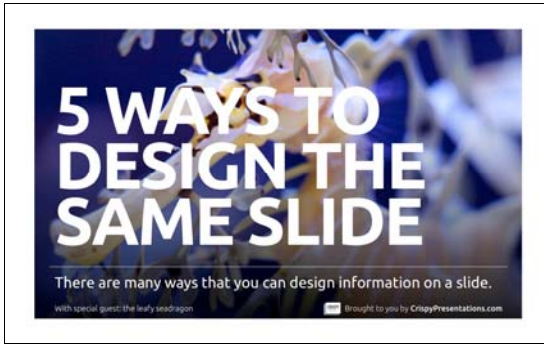 5 WAYS TO
DESIGN THE
SAME SLIDE
There are many ways that you can design information on a slide.
With special guest: the leafy seadragon
Brought to you by CrispyPresentations.com